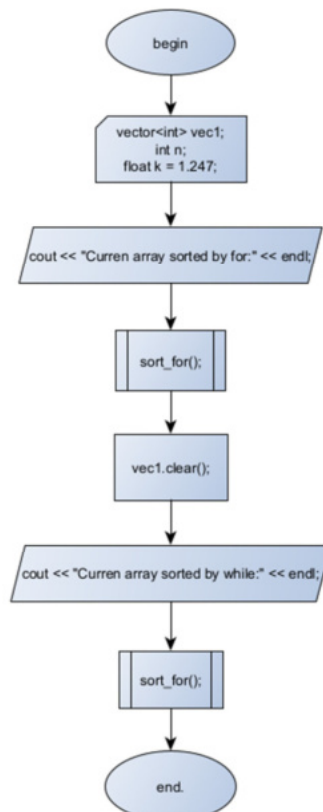 begin
vector<int> vec1;
int n;
float k = 1.247;
cout << "Curren array sorted by for:" << endl;
sort_for();
vec1.clear();
cout << "Curren array sorted by while:" << endl;
sort_for();
end.